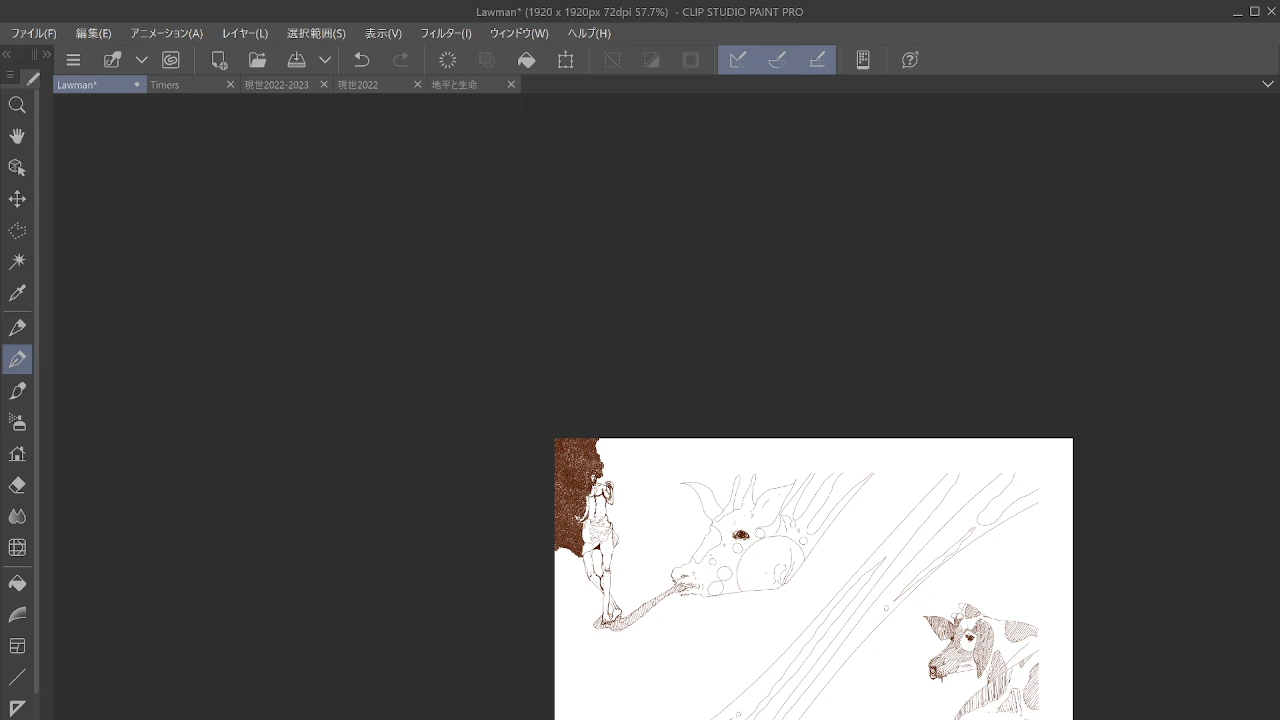 Lawman* (1920 x 1920px 72dpi 57.7%) - CLIP STUDIO PAINT PRO
ファイル(F) 編集(E) アニメーション(A) レイヤー(L) 選択範囲(S) 表示(V) フィルター(I) ウィンドウ(W) ヘルプ(H)
Lawman* Timers 現世2022-2023 現世2022 地平と生命